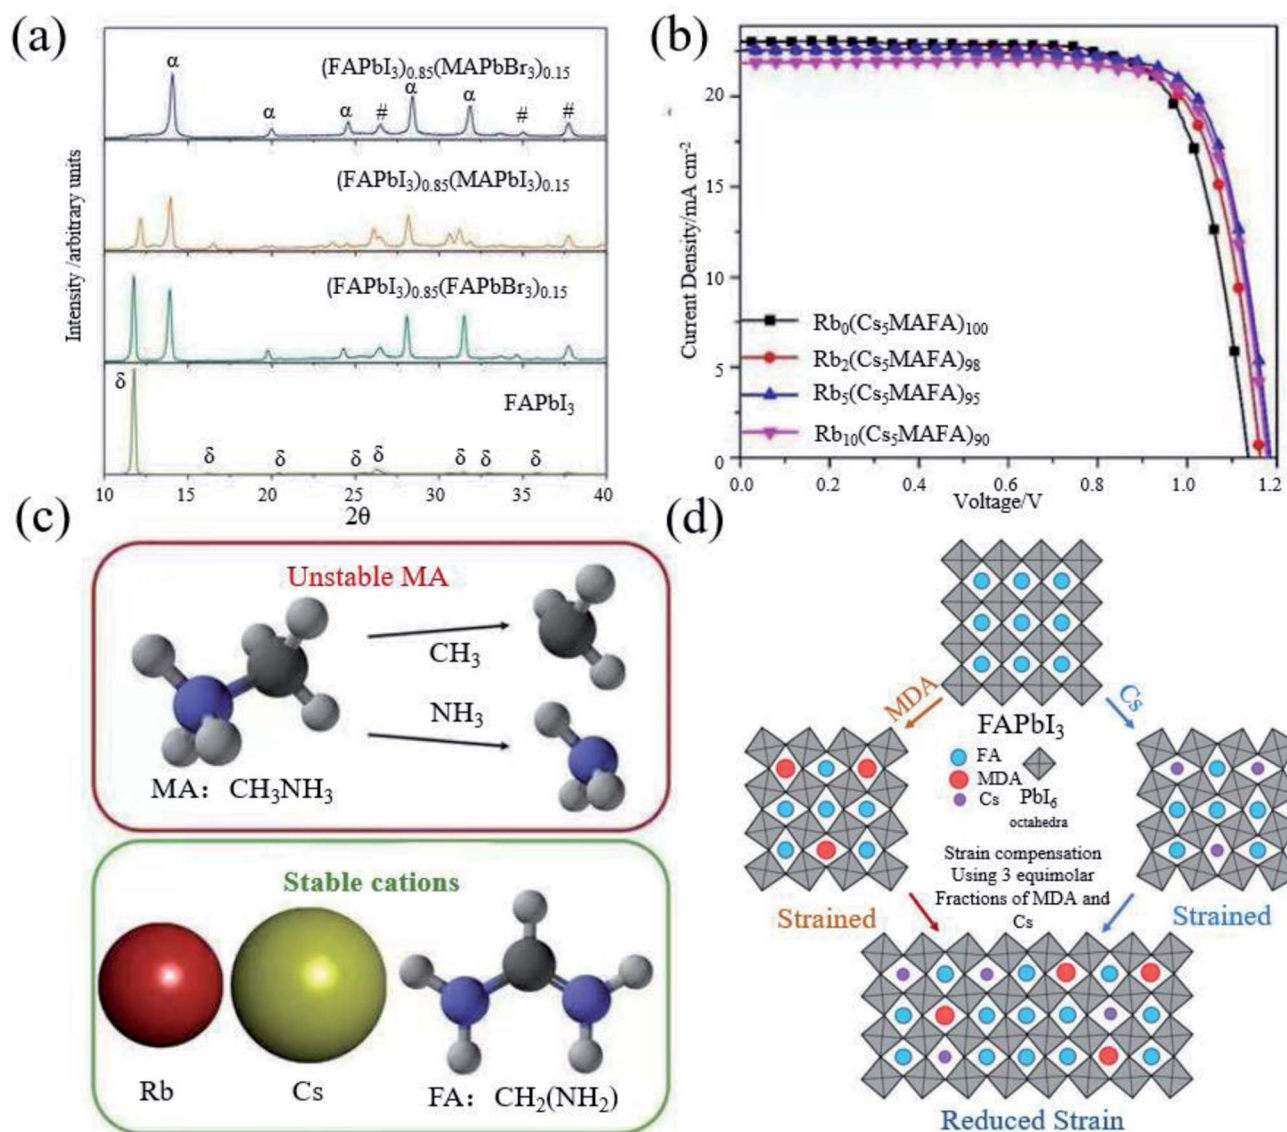 (a)
α
(FAPbI₃)₀.₈₅(MAPbBr₃)₀.₁₅
α
α
#
α
α
#
#
(FAPbI₃)₀.₈₅(MAPbI₃)₀.₁₅
(FAPbI₃)₀.₈₅(FAPbBr₃)₀.₁₅
δ
FAPbI₃
δ
δ
δ
δ
δ
δ
δ
Intensity /arbitrary units
10 15 20 25 30 35 40
2θ
(b)
20
15
10
5
0
Current Density/mA cm⁻²
Rb₀(Cs₅MAFA)₁₀₀
Rb₂(Cs₅MAFA)₉₈
Rb₅(Cs₅MAFA)₉₅
Rb₁₀(Cs₅MAFA)₉₀
0.0 0.2 0.4 0.6 0.8 1.0 1.2
Voltage/V
(c)
Unstable MA
CH₃
NH₃
MA：CH₃NH₃
Stable cations
Rb
Cs
FA：CH₂(NH₂)
(d)
MDA
Cs
FAPbI₃
FA
MDA
Cs
PbI₆
octahedra
Strain compensation
Using 3 equimolar
Fractions of MDA and
Cs
Strained
Strained
Reduced Strain